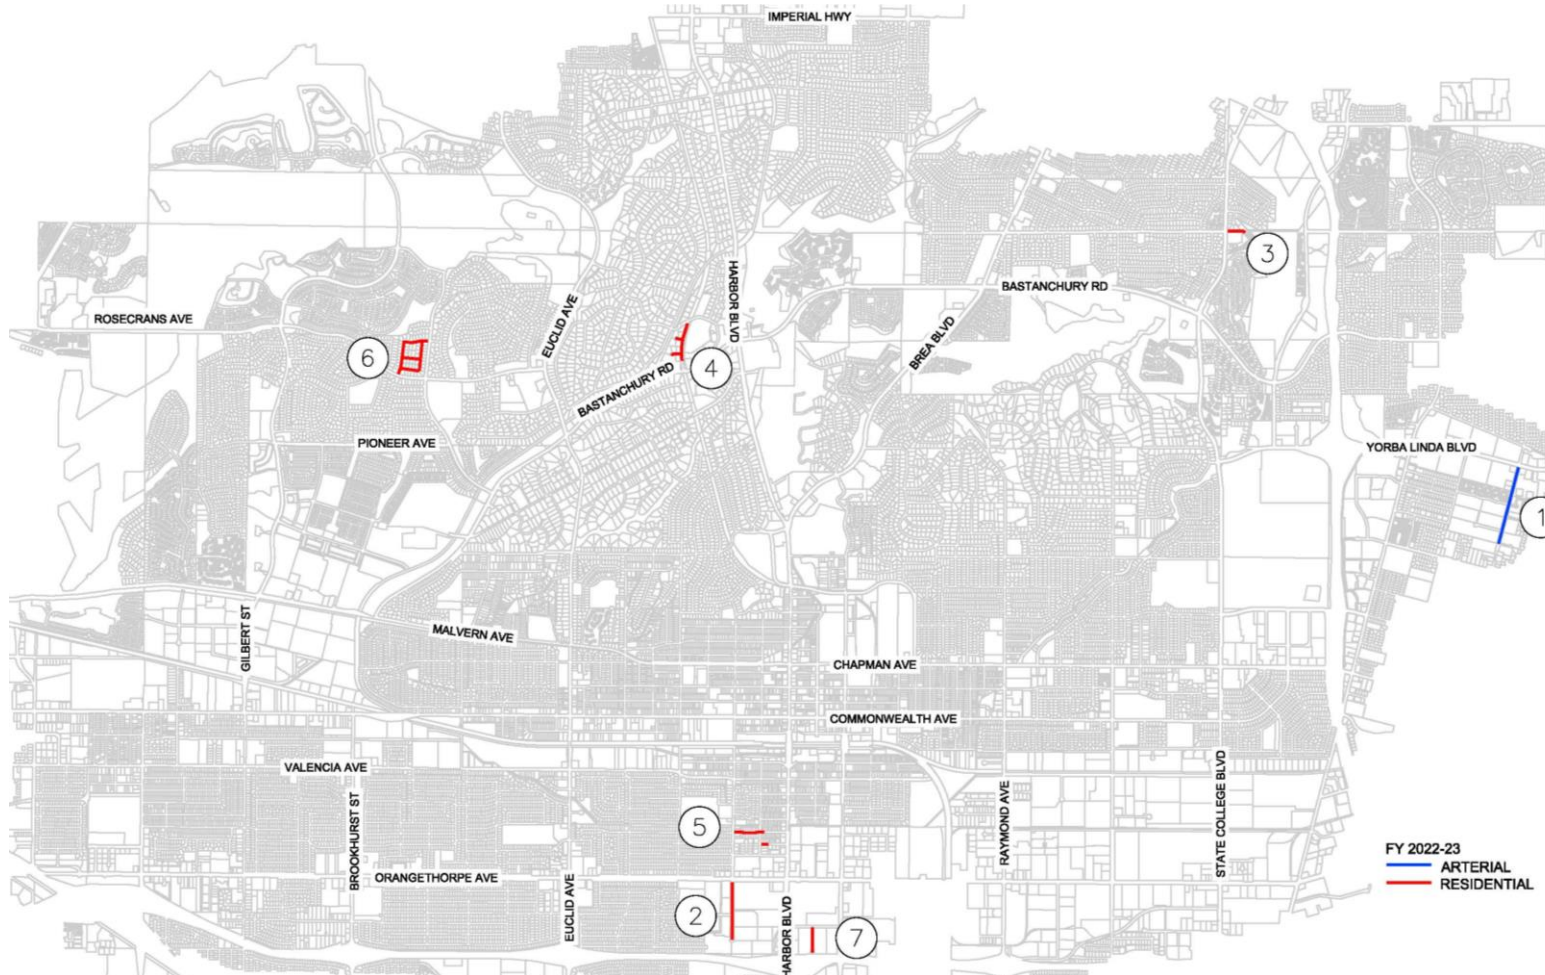 IMPERIAL HWY
3
HARBOR BLVD
BASTANCHURY RD
ROSECRANS AVE
EUCLID AVE
BREA BLVD
6
4
BASTANCHURY RD
PIONEER AVE
YORBA LINDA BLVD
1
GILBERT ST
MALVERN AVE
CHAPMAN AVE
COMMONWEALTH AVE
VALENCIA AVE
STATE COLLEGE BLVD
RAYMOND AVE
BROOKHURST ST
5
ORANGETHORPE AVE
EUCLID AVE
2
HARBOR BLVD
7
FY 2022-23
ARTERIAL
RESIDENTIAL